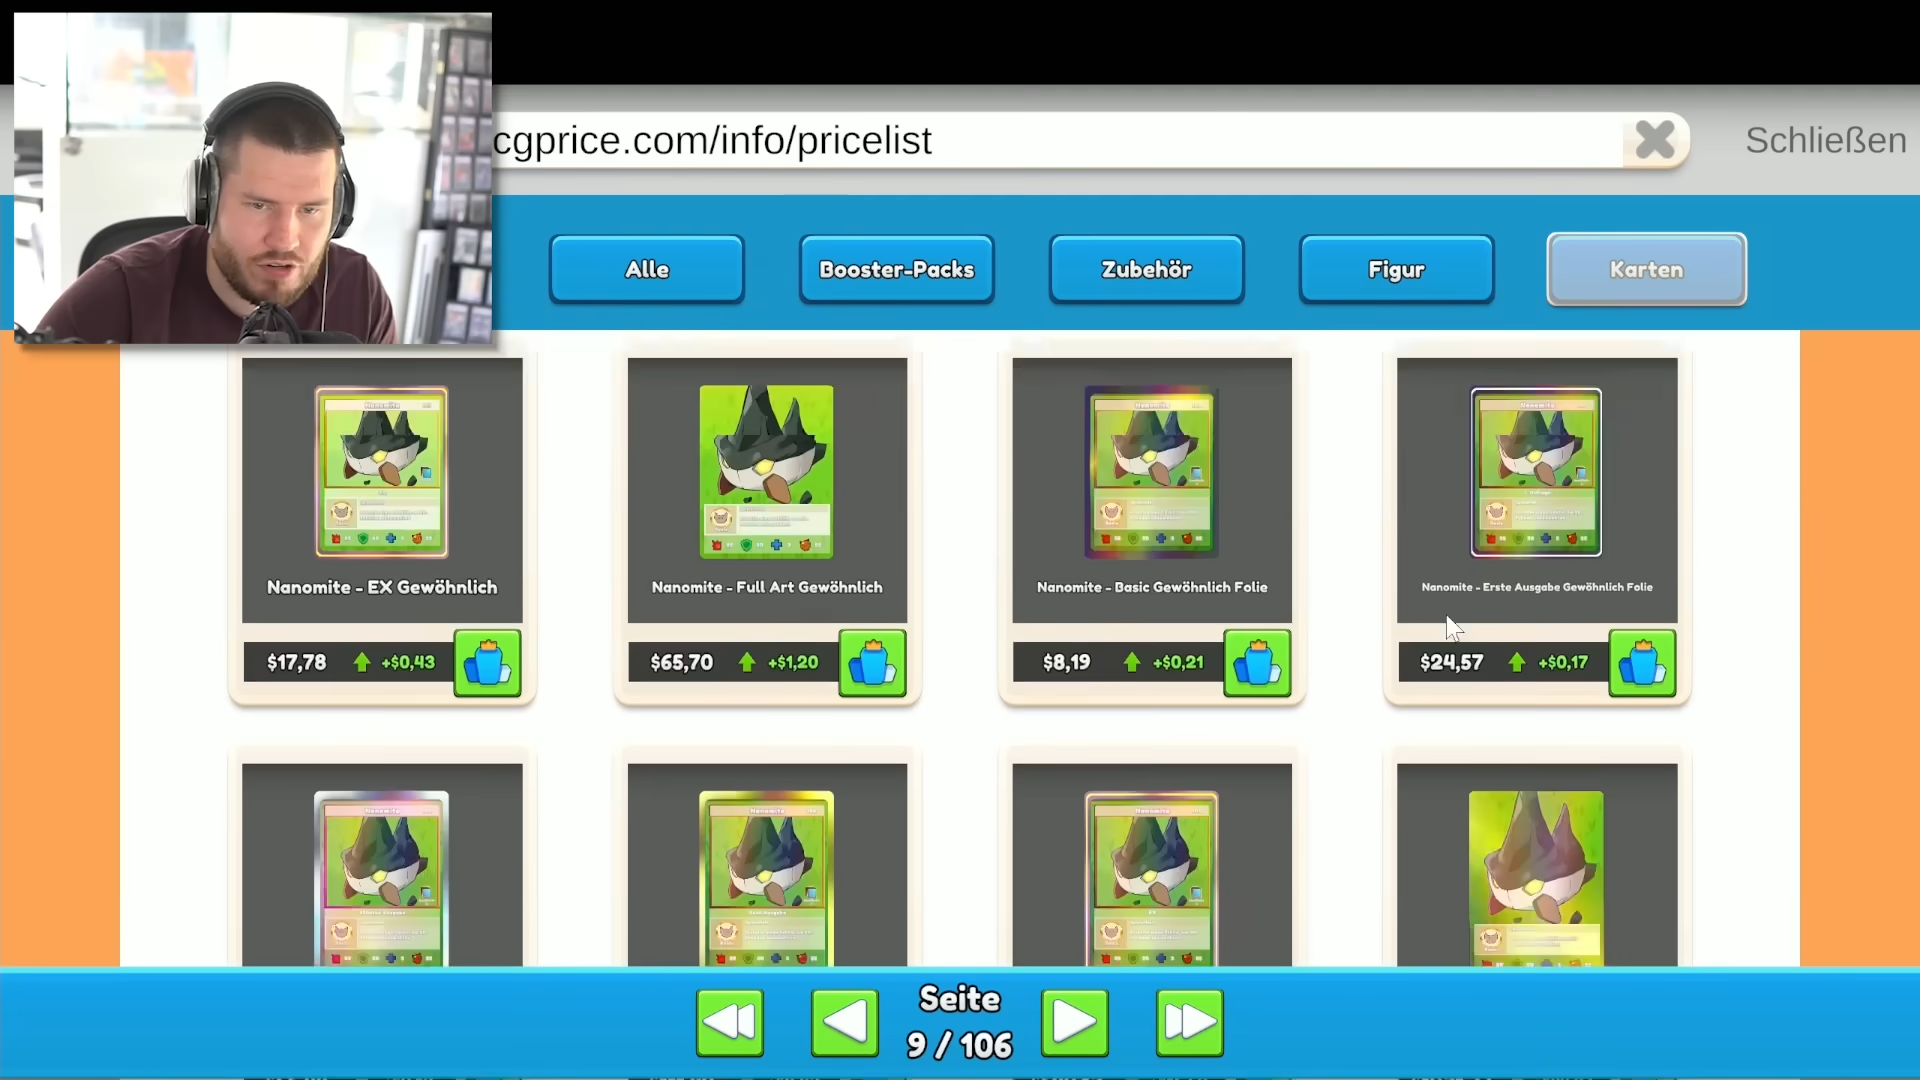 cgprice.com/info/pricelist
Schließen
Alle
Booster-Packs
Zubehör
Figur
Karten
Nanomite - EX Gewöhnlich
Nanomite - Full Art Gewöhnlich
Nanomite - Basic Gewöhnlich Folie
Nanomite - Erste Ausgabe Gewöhnlich Folie
$17,78 +$0,43
$65,70 +$1,20
$8,19 +$0,21
$24,57 +$0,17
Seite
9 / 106